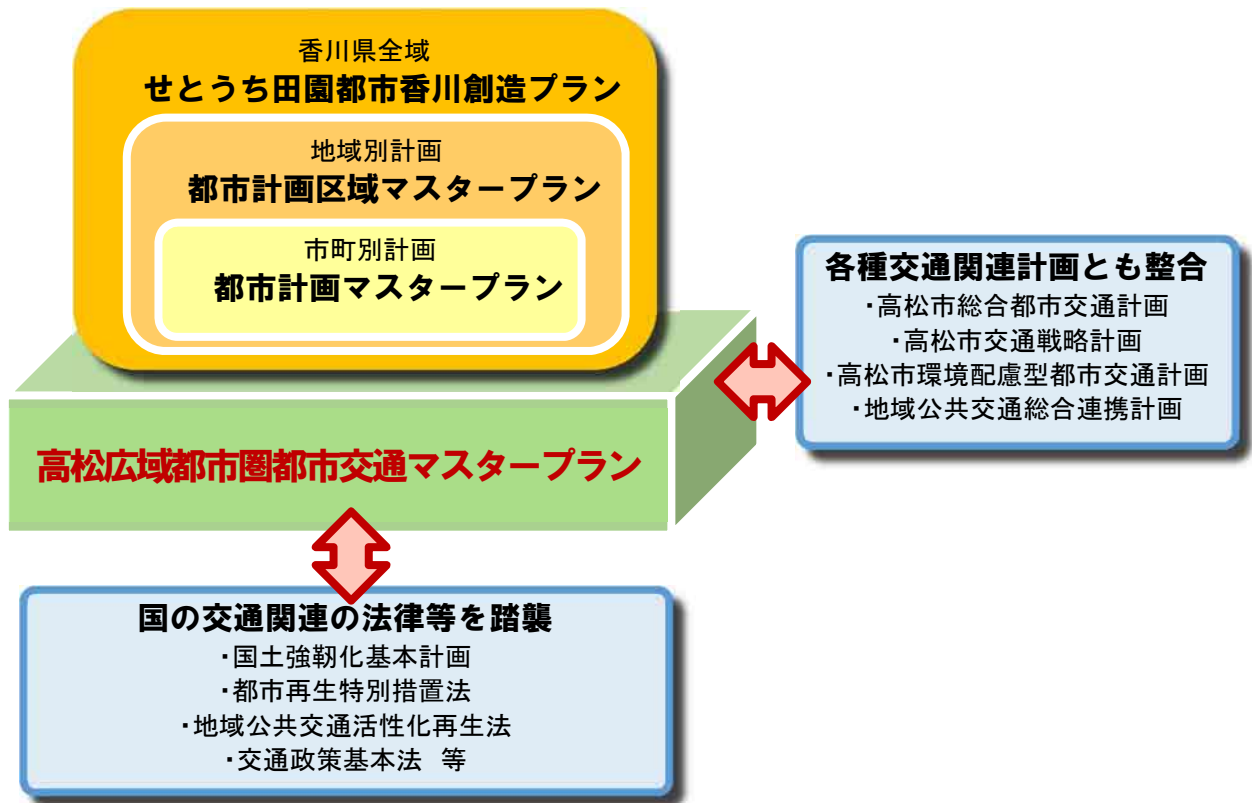 香川県全域
せとうち田園都市香川創造プラン
地域別計画
都市計画区域マスタープラン
市町別計画
都市計画マスタープラン
高松広域都市圏都市交通マスタープラン
各種交通関連計画とも整合
・高松市総合都市交通計画
・高松市交通戦略計画
・高松市環境配慮型都市交通計画
・地域公共交通総合連携計画
国の交通関連の法律等を踏襲
・国土強靭化基本計画
・都市再生特別措置法
・地域公共交通活性化再生法
・交通政策基本法 等